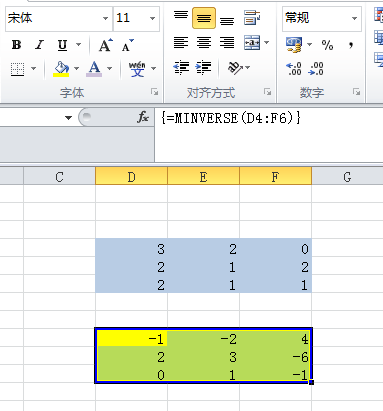 宋体 11 常规
B I U A A % ,
A wén 文 .00 .0 .00
字体 对齐方式 数字
fx {=MINVERSE(D4:F6)}
C D E F G
3 2 0
2 1 2
2 1 1
-1 -2 4
2 3 -6
0 1 -1